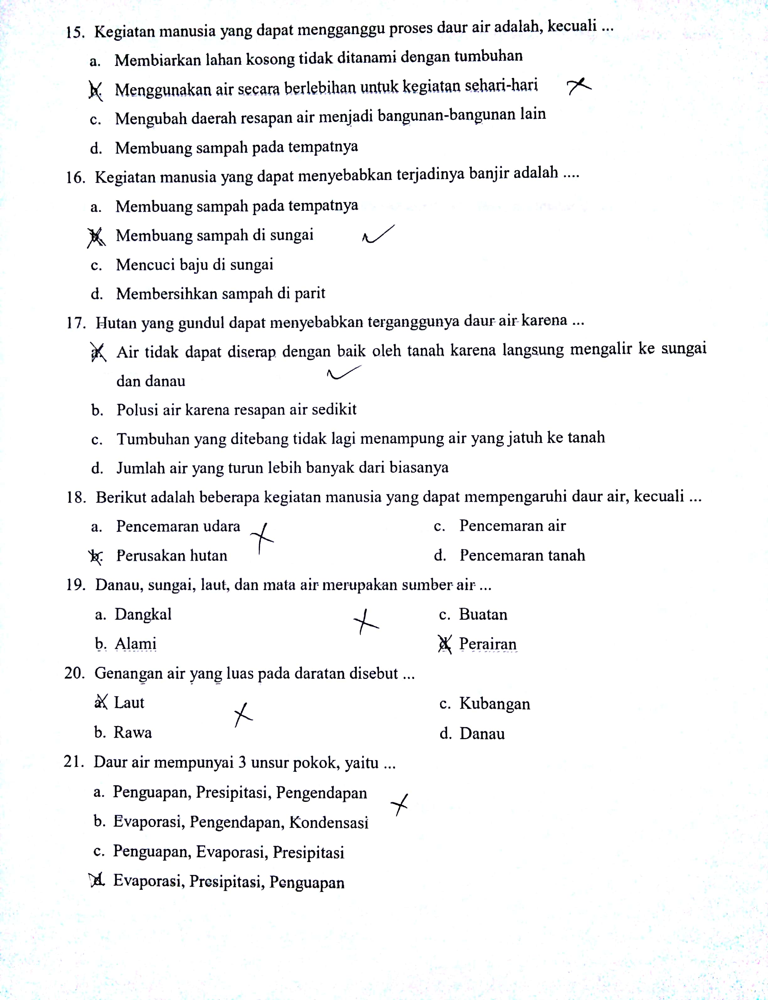 15. Kegiatan manusia yang dapat mengganggu proses daur air adalah, kecuali ...
a. Membiarkan lahan kosong tidak ditanami dengan tumbuhan
b. Menggunakan air secara berlebihan untuk kegiatan sehari-hari
c. Mengubah daerah resapan air menjadi bangunan-bangunan lain
d. Membuang sampah pada tempatnya
16. Kegiatan manusia yang dapat menyebabkan terjadinya banjir adalah ....
a. Membuang sampah pada tempatnya
b. Membuang sampah di sungai
c. Mencuci baju di sungai
d. Membersihkan sampah di parit
17. Hutan yang gundul dapat menyebabkan terganggunya daur air karena ...
a. Air tidak dapat diserap dengan baik oleh tanah karena langsung mengalir ke sungai
dan danau
b. Polusi air karena resapan air sedikit
c. Tumbuhan yang ditebang tidak lagi menampung air yang jatuh ke tanah
d. Jumlah air yang turun lebih banyak dari biasanya
18. Berikut adalah beberapa kegiatan manusia yang dapat mempengaruhi daur air, kecuali ...
a. Pencemaran udara c. Pencemaran air
b. Perusakan hutan d. Pencemaran tanah
19. Danau, sungai, laut, dan mata air merupakan sumber air ...
a. Dangkal c. Buatan
b. Alami d. Perairan
20. Genangan air yang luas pada daratan disebut ...
a. Laut c. Kubangan
b. Rawa d. Danau
21. Daur air mempunyai 3 unsur pokok, yaitu ...
a. Penguapan, Presipitasi, Pengendapan
b. Evaporasi, Pengendapan, Kondensasi
c. Penguapan, Evaporasi, Presipitasi
d. Evaporasi, Presipitasi, Penguapan